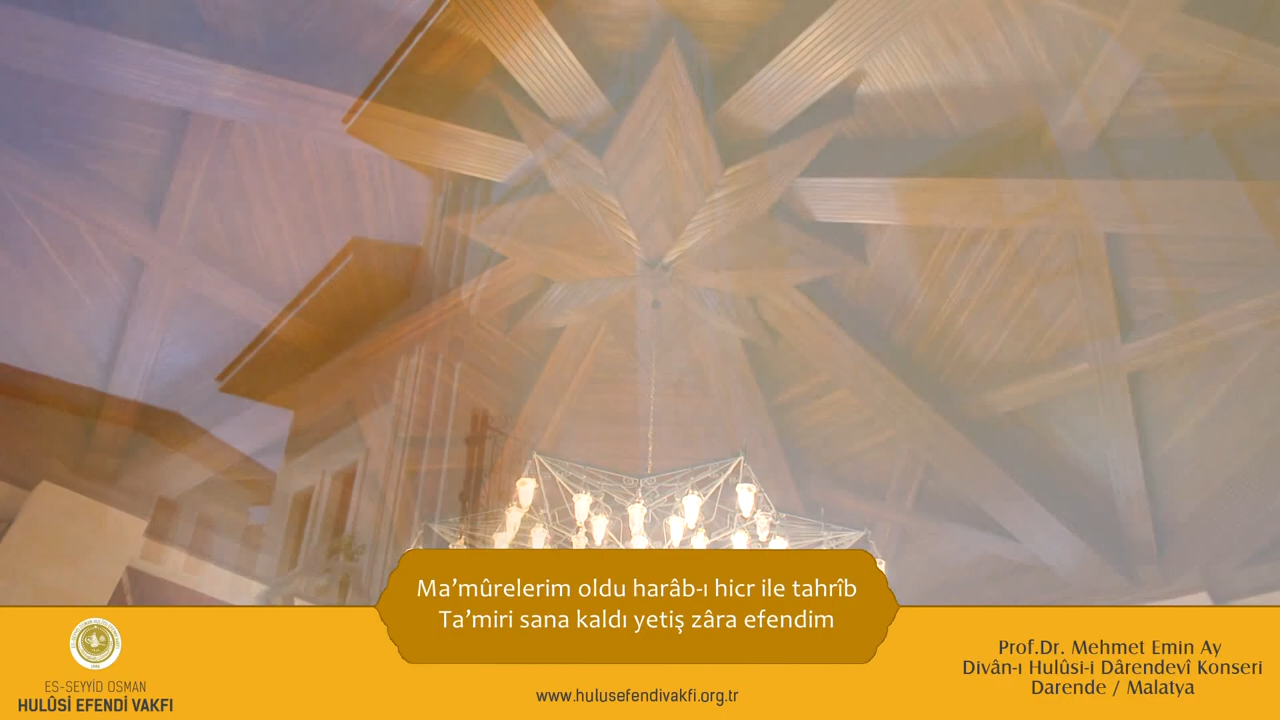 Ma’mûrelerim oldu harâb-ı hicr ile tahrîb
Ta’miri sana kaldı yetiş zâra efendim
ES-SEYYİD OSMAN
HULÛSİ EFENDİ VAKFI
www.hulusefendivakfi.org.tr
Prof.Dr. Mehmet Emin Ay
Divân-ı Hulûsi-i Dârendevî Konseri
Darende / Malatya